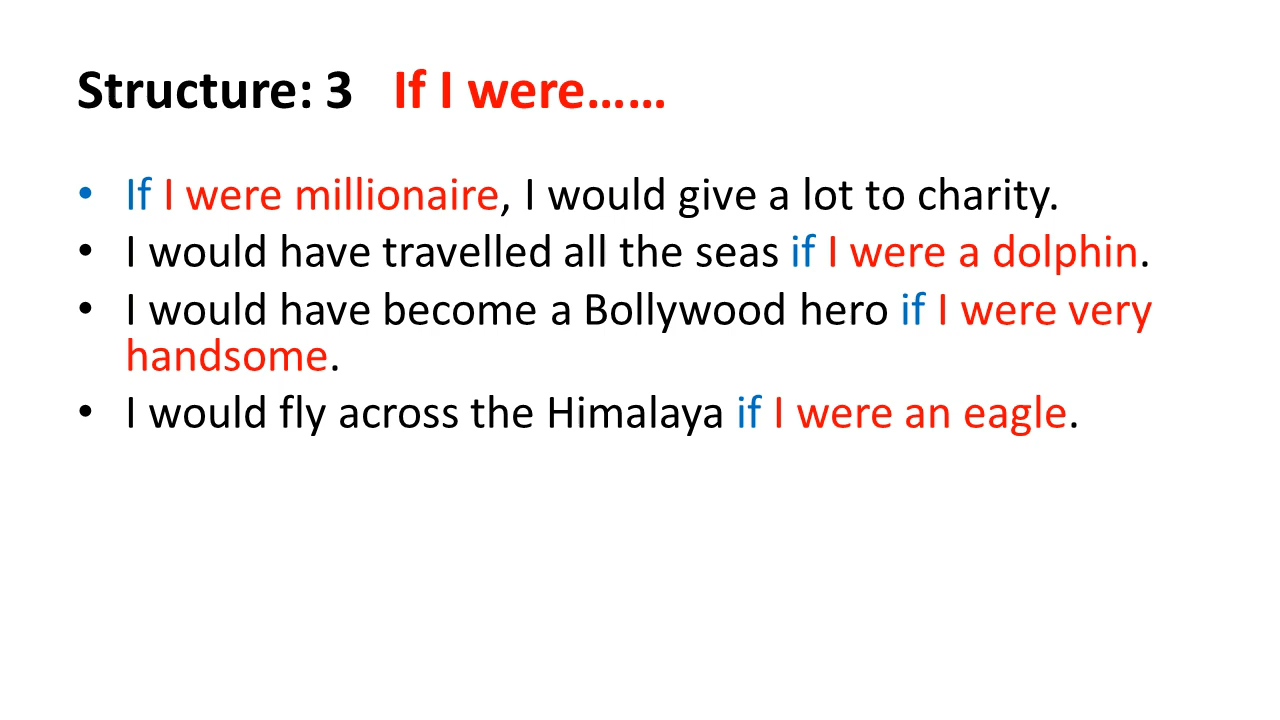 Structure: 3 If I were……
• If I were millionaire, I would give a lot to charity.
• I would have travelled all the seas if I were a dolphin.
• I would have become a Bollywood hero if I were very
handsome.
• I would fly across the Himalaya if I were an eagle.